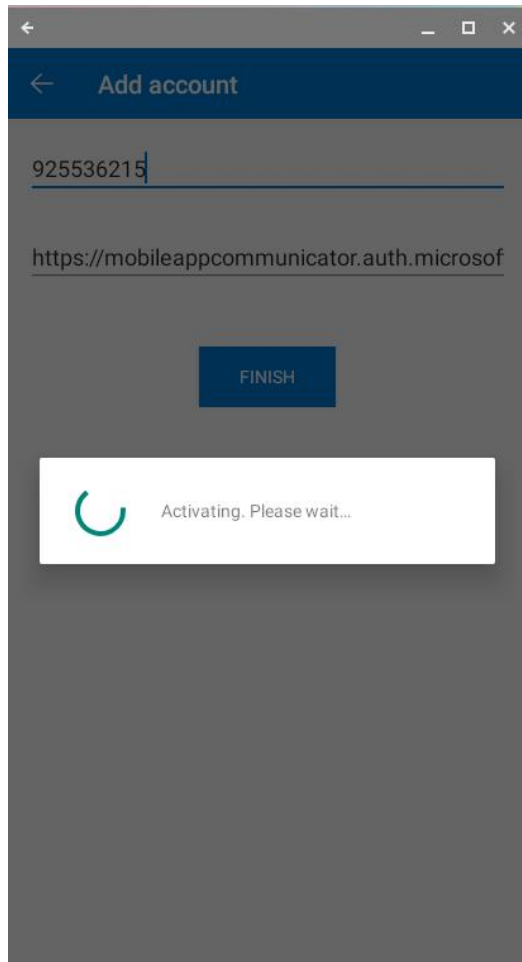 Add account
925536215
https://mobileappcommunicator.auth.microsof
FINISH
Activating. Please wait...